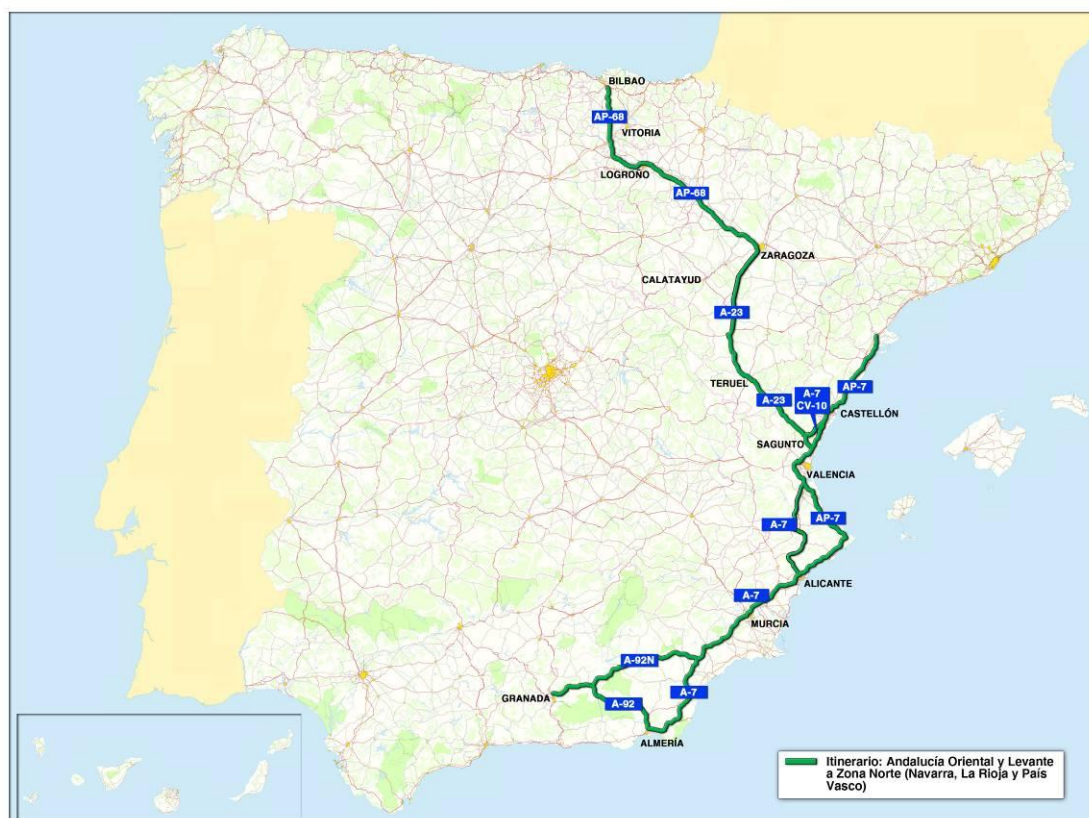 BILBAO
AP-68
VITORIA
LOGROÑO
AP-68
ZARAGOZA
CALATAYUD
A-23
TERUEL
A-23
A-7
CV-10
AP-7
CASTELLÓN
SAGUNTO
VALENCIA
A-7
AP-7
ALICANTE
A-7
MURCIA
A-92N
GRANADA
A-92
A-7
ALMERÍA
Itinerario: Andalucía Oriental y Levante
a Zona Norte (Navarra, La Rioja y País
Vasco)